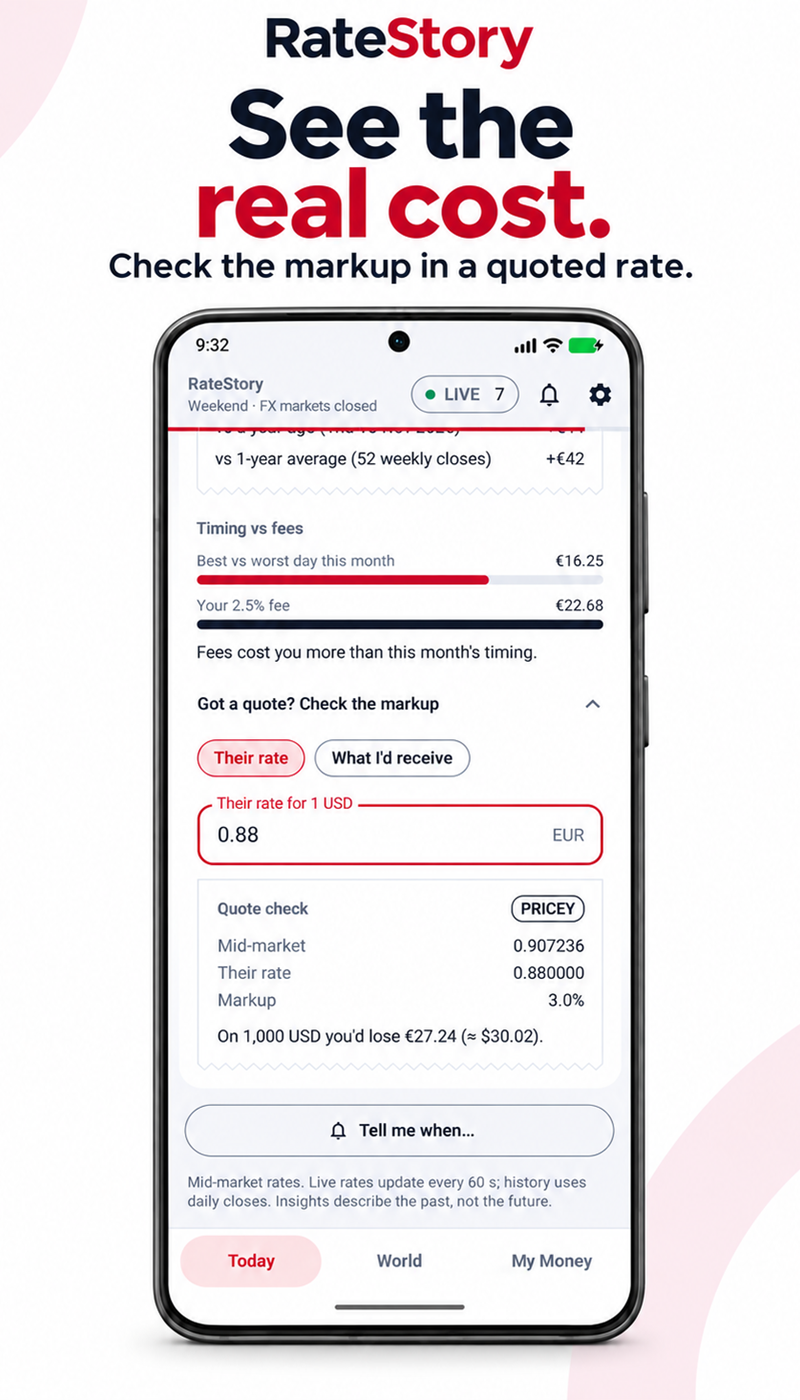 RateStory
See the
real cost.
Check the markup in a quoted rate.
9:32
RateStory
Weekend · FX markets closed
LIVE 7
vs 1-year average (52 weekly closes) +€42
Timing vs fees
Best vs worst day this month €16.25
Your 2.5% fee €22.68
Fees cost you more than this month's timing.
Got a quote? Check the markup
Their rate What I'd receive
Their rate for 1 USD
0.88 EUR
Quote check PRICEY
Mid-market 0.907236
Their rate 0.880000
Markup 3.0%
On 1,000 USD you'd lose €27.24 (≈ $30.02).
Tell me when...
Mid-market rates. Live rates update every 60 s; history uses
daily closes. Insights describe the past, not the future.
Today World My Money